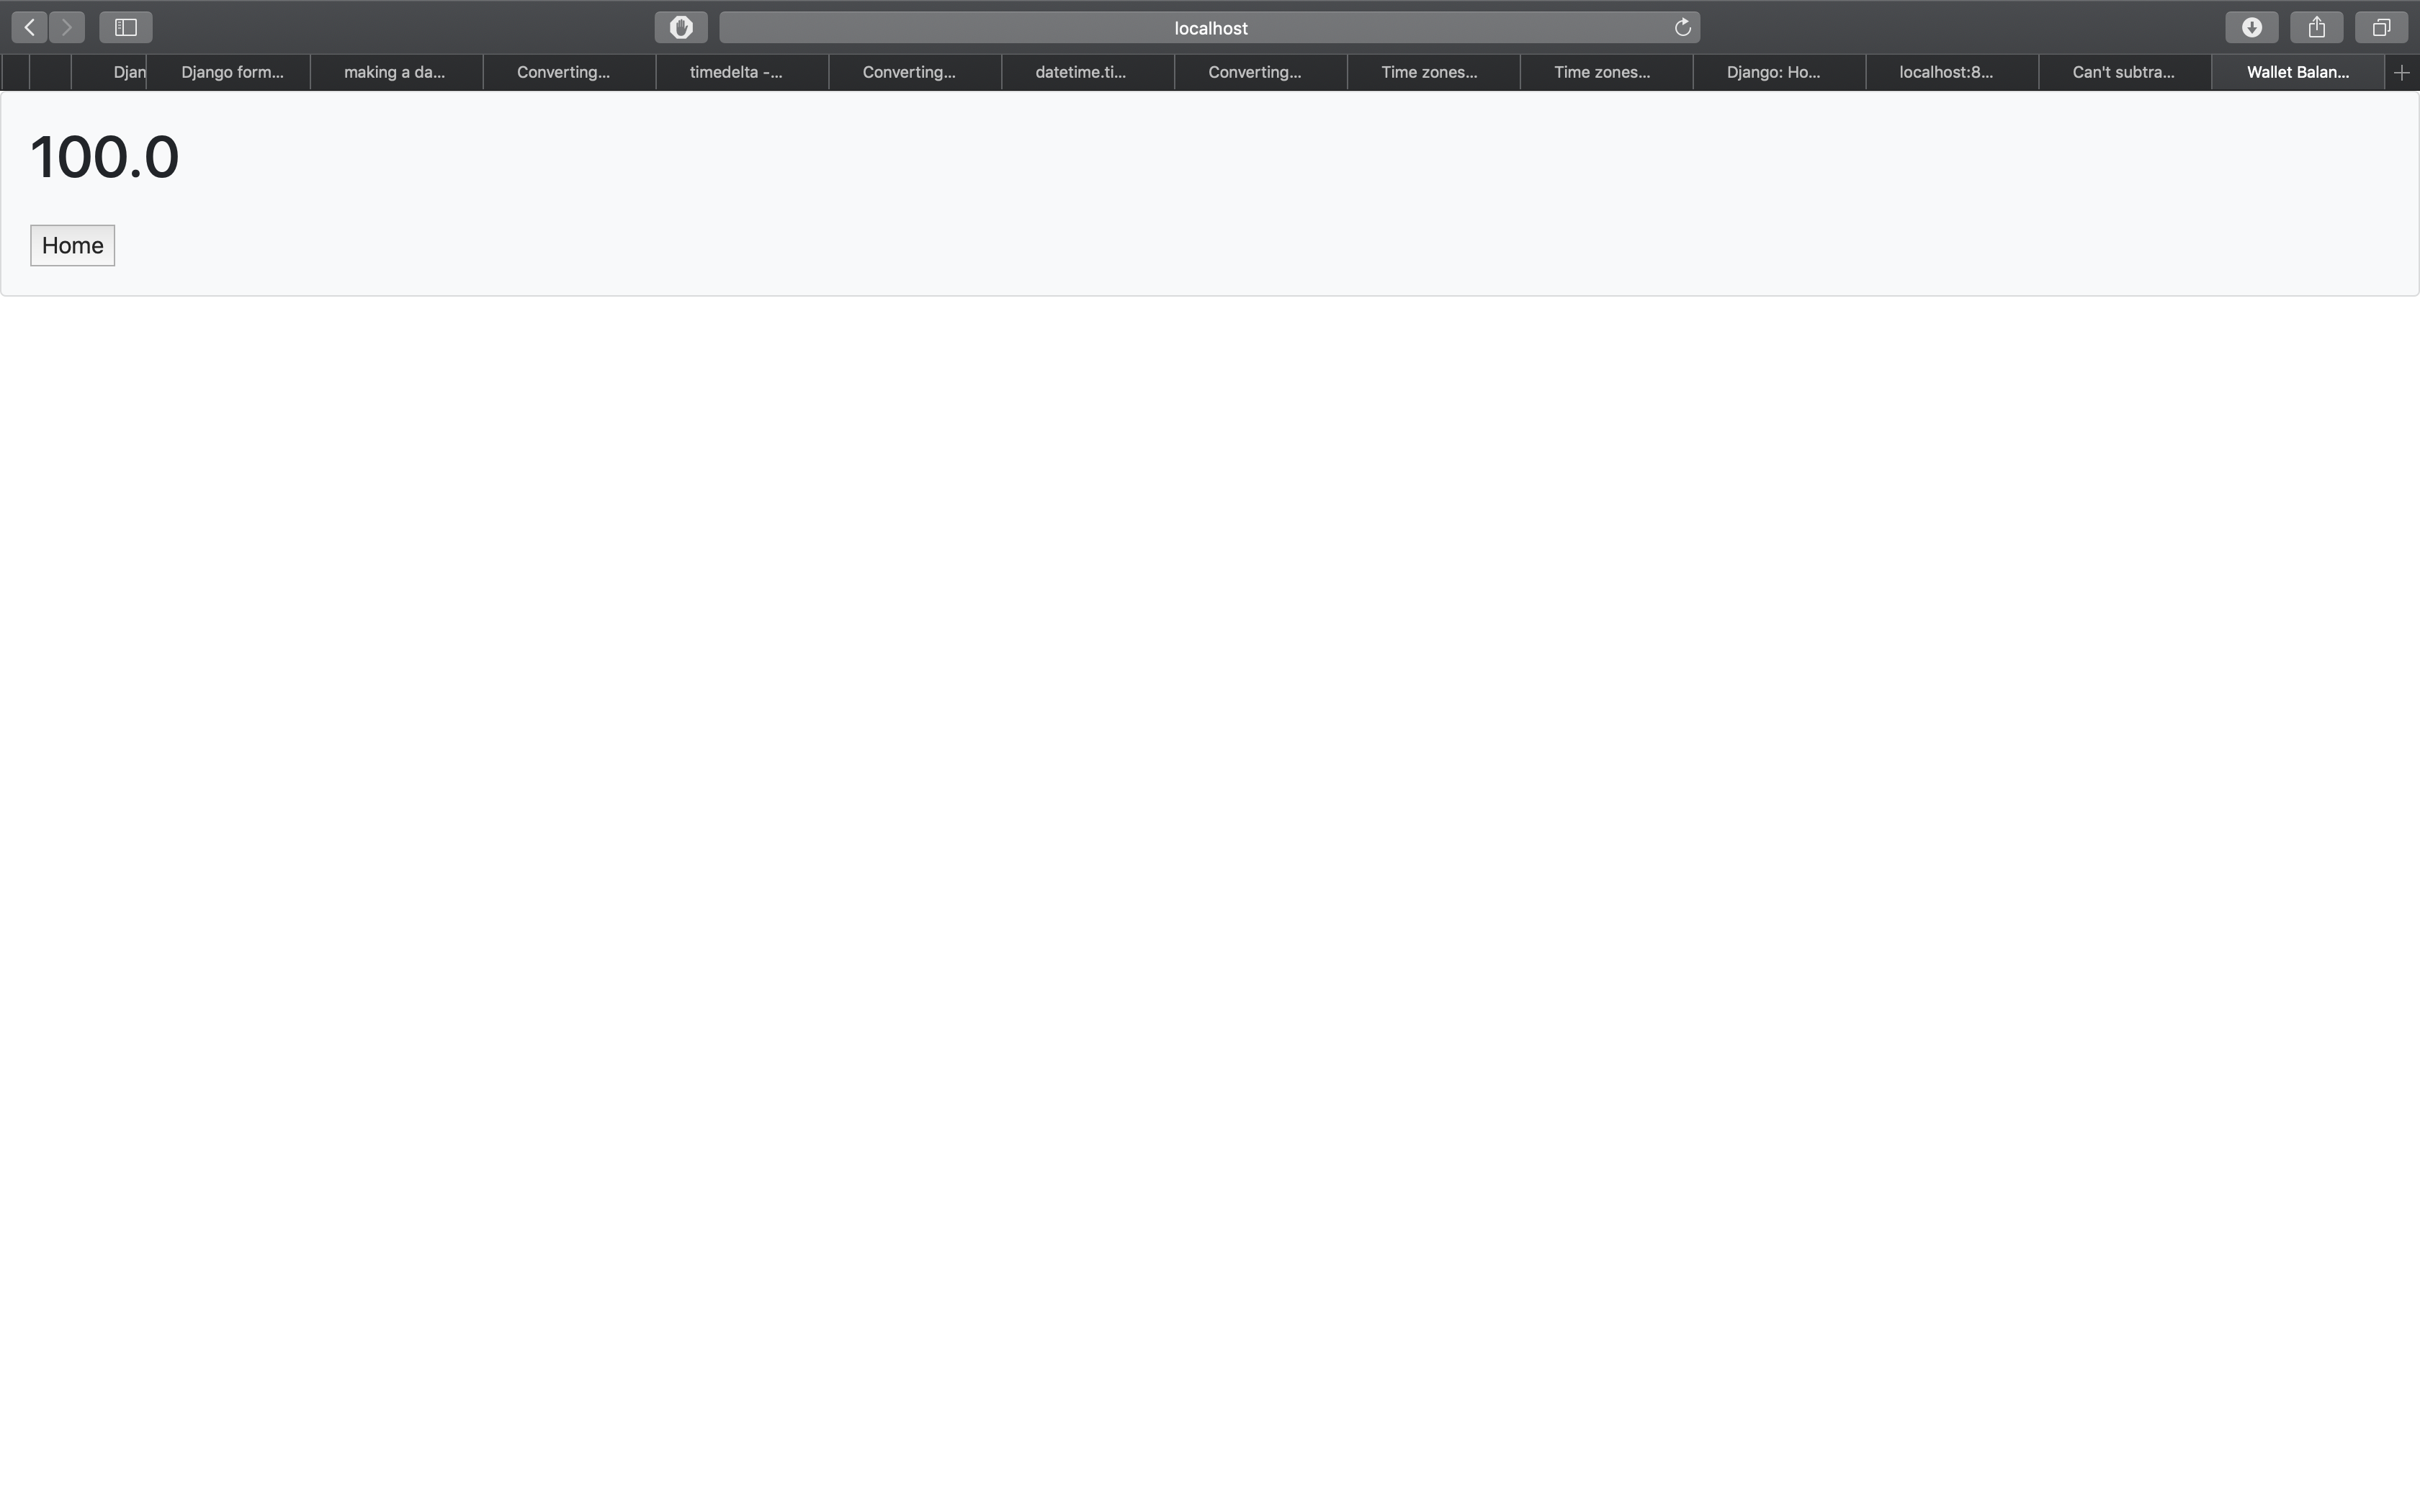 localhost
Djan
Django form...
making a da...
Converting...
timedelta -...
Converting...
datetime.ti...
Converting...
Time zones...
Time zones...
Django: Ho...
localhost:8...
Can't subtra...
Wallet Balan...
100.0
Home